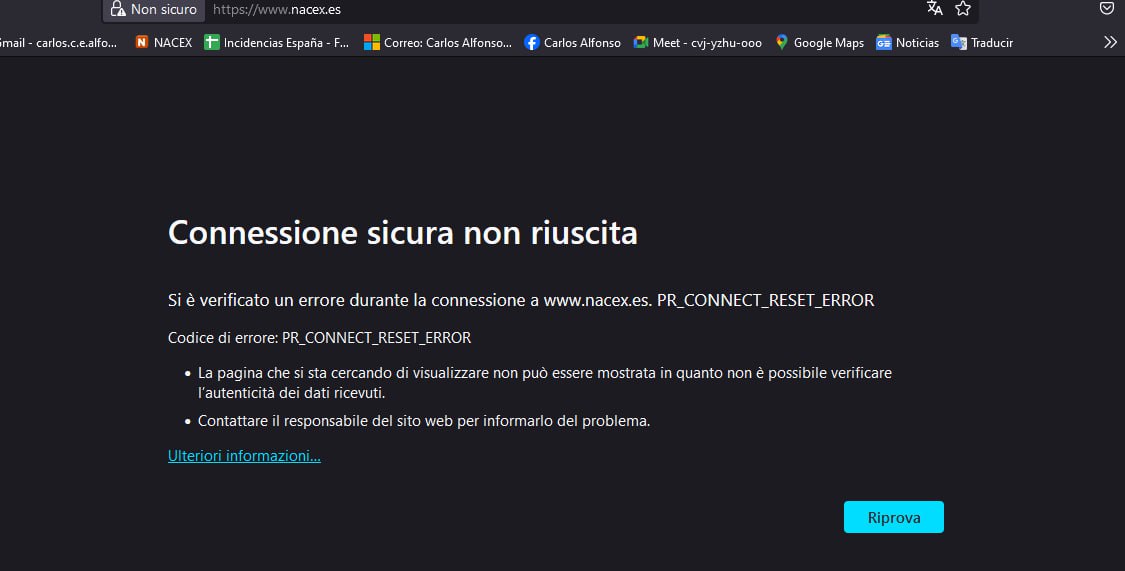 Non sicuro https://www.nacex.es
Gmail - carlos.c.e.alfo... NACEX Incidencias España - F... Correo: Carlos Alfonso... Carlos Alfonso Meet - cvj-yzhu-ooo Google Maps Noticias Traducir
Connessione sicura non riuscita
Si è verificato un errore durante la connessione a www.nacex.es. PR_CONNECT_RESET_ERROR
Codice di errore: PR_CONNECT_RESET_ERROR
• La pagina che si sta cercando di visualizzare non può essere mostrata in quanto non è possibile verificare
l’autenticità dei dati ricevuti.
• Contattare il responsabile del sito web per informarlo del problema.
Ulteriori informazioni...
Riprova